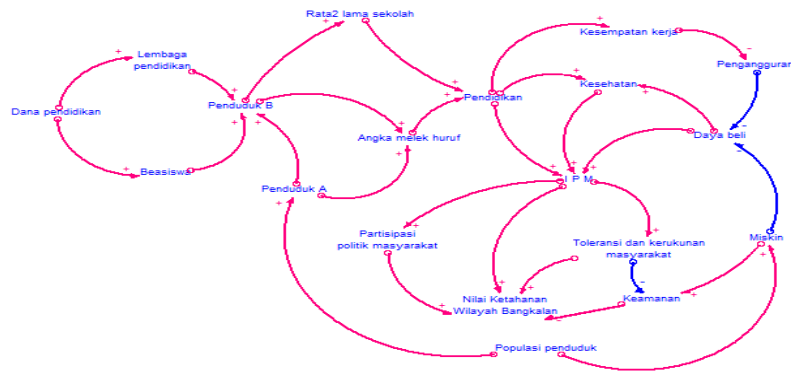 Rata2 lama sekolah
Kesempatan kerja
Lembaga
pendidikan
Pengangguran
Kesehatan
Dana pendidikan
Penduduk B
Pendidikan
Angka melek huruf
Daya beli
Beasiswa
Penduduk A
I P M
Partisipasi
politik masyarakat
Toleransi dan kerukunan
masyarakat
Miskin
Nilai Ketahanan
Wilayah Bangkalan
Keamanan
Populasi penduduk